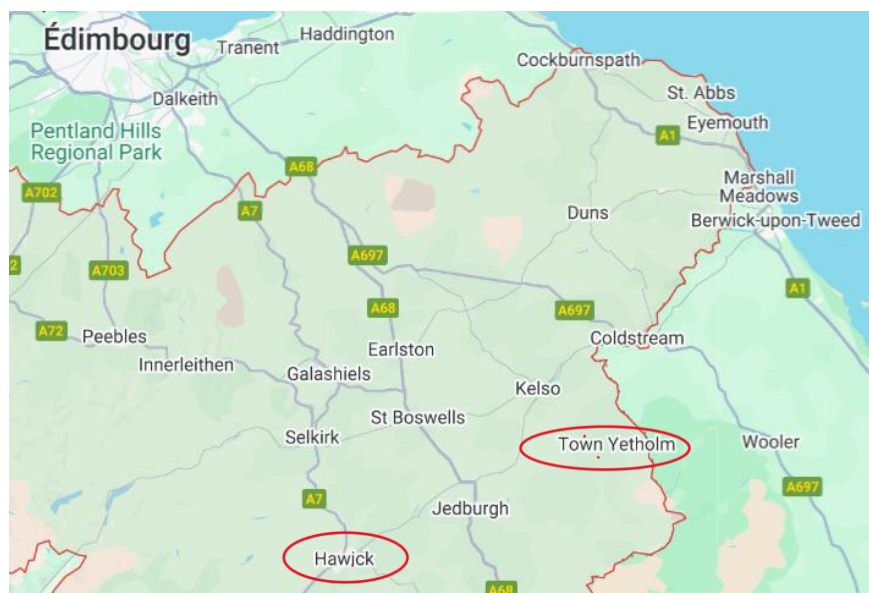 Édimbourg
Tranent
Haddington
Cockburnspath
Dalkeith
St. Abbs
Eyemouth
Pentland Hills
Regional Park
A1
A68
A702
Marshall
Meadows
A7
Duns
Berwick-upon-Tweed
A697
2
A703
A1
A68
A697
A72
Peebles
Coldstream
Earlston
Innerleithen
Galashiels
Kelso
St Boswells
Selkirk
Town Yetholm
Wooler
A697
A7
Jedburgh
Hawick
A68